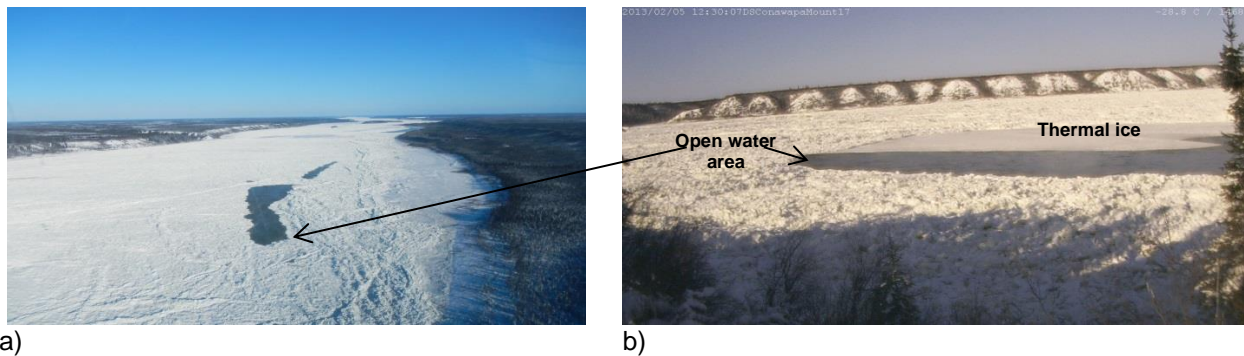 2013/02/05 12:30:07DSConawapaMount17
Thermal ice
Open water
area
a)
b)